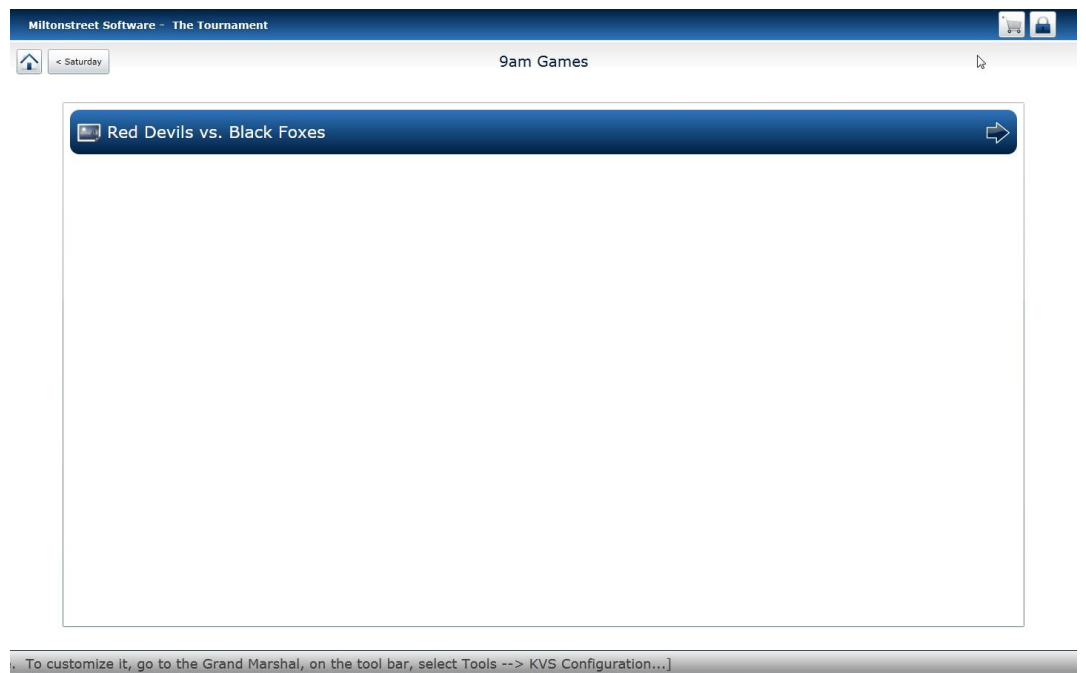 Miltonstreet Software - The Tournament
< Saturday
9am Games
Red Devils vs. Black Foxes
. To customize it, go to the Grand Marshal, on the tool bar, select Tools --> KVS Configuration...]